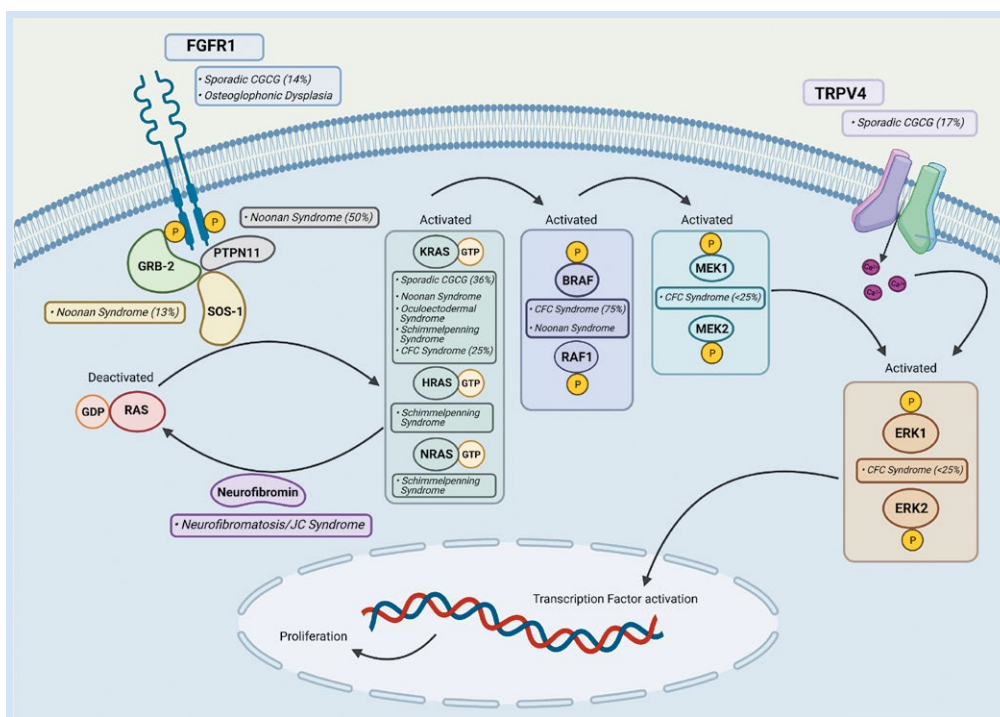 FGFR1
• Sporadic CGCG (14%)
• Osteoglophonic Dysplasia
TRPV4
• Sporadic CGCG (17%)
P
P
• Noonan Syndrome (50%)
PTPN11
GRB-2
SOS-1
• Noonan Syndrome (13%)
Deactivated
GDP
RAS
Neurofibromin
• Neurofibromatosis/JC Syndrome
Activated
KRAS
GTP
• Sporadic CGCG (36%)
• Noonan Syndrome
• Oculoectodermal
Syndrome
• Schimmelpenning
Syndrome
• CFC Syndrome (25%)
HRAS
GTP
• Schimmelpenning
Syndrome
NRAS
GTP
• Schimmelpenning
Syndrome
Activated
P
BRAF
• CFC Syndrome (75%)
• Noonan Syndrome
RAF1
P
Activated
P
MEK1
• CFC Syndrome (<25%)
MEK2
P
Activated
P
ERK1
• CFC Syndrome (<25%)
ERK2
P
Transcription Factor activation
Proliferation